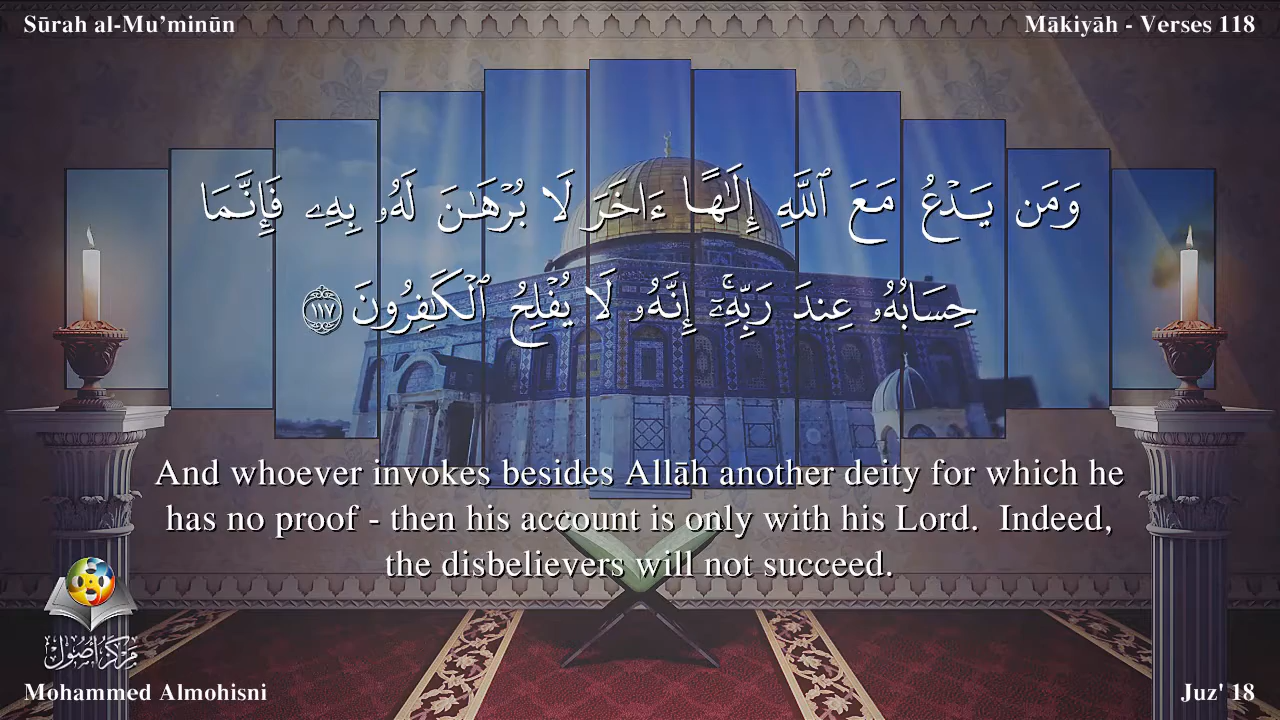 Sūrah al-Mu’minūn
Mākiyāh - Verses 118
وَمَن يَدْعُ مَعَ ٱللَّهِ إِلَٰهًا ءَاخَرَ لَا بُرْهَٰنَ لَهُۥ بِهِۦ فَإِنَّمَا
حِسَابُهُۥ عِندَ رَبِّهِۦٓ ۚ إِنَّهُۥ لَا يُفْلِحُ ٱلْكَٰفِرُونَ ١١٧
And whoever invokes besides Allāh another deity for which he
has no proof - then his account is only with his Lord.  Indeed,
the disbelievers will not succeed.
مركز أصول
Mohammed Almohisni
Juz' 18